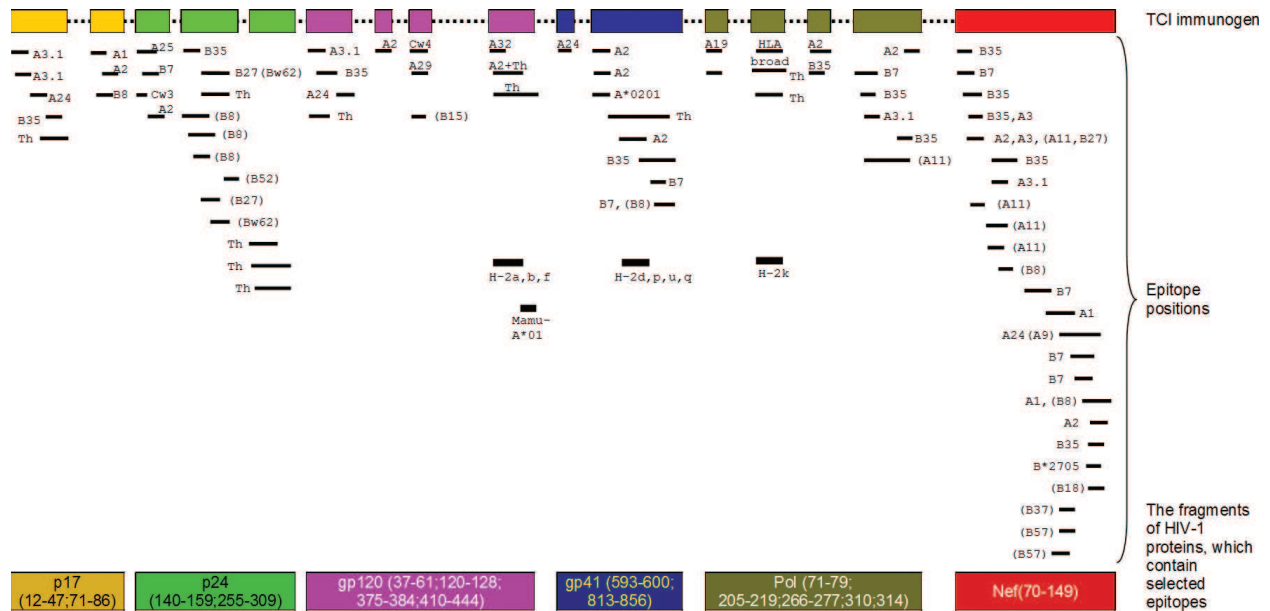 TCI immunogen
A3.1 A1 A25 B35 A3.1 A2 Cw4 A32 A24 A2 A19 HLA A2 A2 B35
A3.1 A2 B7 B27(Bw62) B35 A29 A2+Th A2 broad Th B35 B7 B7
A24 B8 Cw3 Th A24 Th A*0201 Th B35 B35
B35 A2 (B8) Th (B15) Th A3.1 B35,A3
Th (B8) A2 B35 A2,A3,(A11,B27)
(B8) B35 (A11) B35
(B52) B7 A3.1
(B27) B7,(B8) (A11)
(Bw62) (A11)
Th (A11)
Th H-2a,b,f H-2d,p,u,q H-2k (B8)
Th B7
Mamu-
A*01
A1
A24(A9)
B7
B7
A1,(B8)
A2
B35
B*2705
(B18)
(B37)
(B57)
(B57)
Epitope
positions
The fragments
of HIV-1
proteins, which
contain
selected
epitopes
p17
(12-47;71-86)
p24
(140-159;255-309)
gp120 (37-61;120-128;
375-384;410-444)
gp41 (593-600;
813-856)
Pol (71-79;
205-219;266-277;310;314)
Nef(70-149)